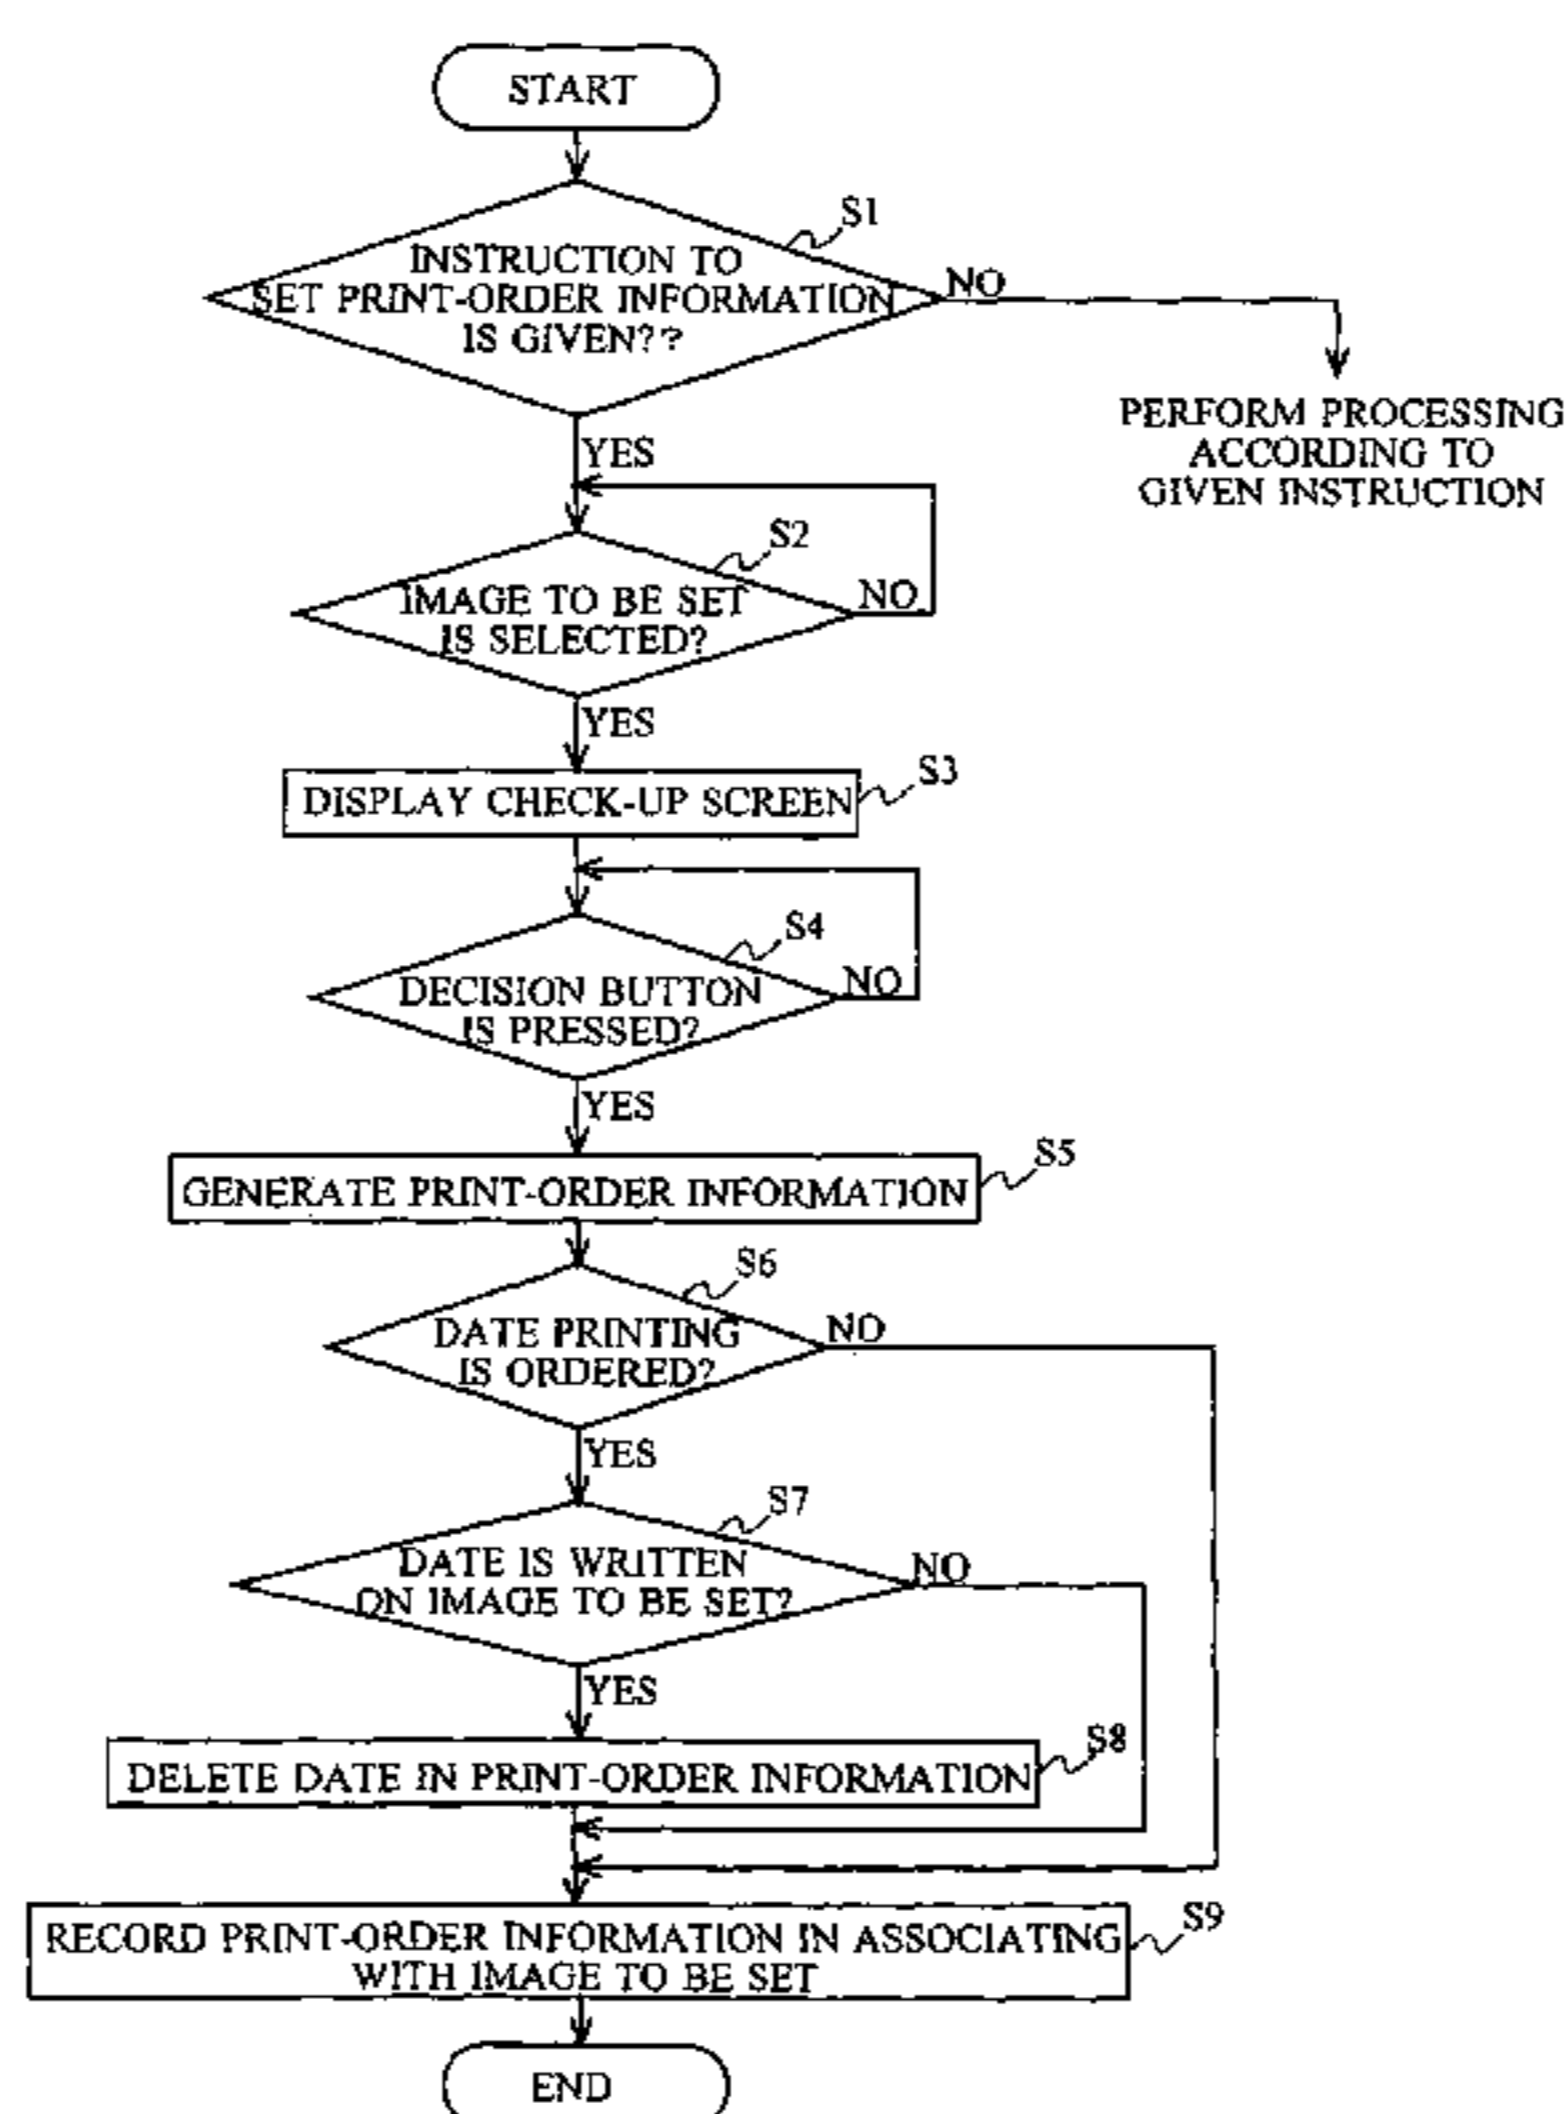 START
S1
INSTRUCTION TO
SET PRINT-ORDER INFORMATION
IS GIVEN??
NO
PERFORM PROCESSING
ACCORDING TO
GIVEN INSTRUCTION
YES
S2
IMAGE TO BE SET
IS SELECTED?
NO
YES
S3
DISPLAY CHECK-UP SCREEN
S4
DECISION BUTTON
IS PRESSED?
NO
YES
S5
GENERATE PRINT-ORDER INFORMATION
S6
DATE PRINTING
IS ORDERED?
NO
YES
S7
DATE IS WRITTEN
ON IMAGE TO BE SET?
NO
YES
S8
DELETE DATE IN PRINT-ORDER INFORMATION
S9
RECORD PRINT-ORDER INFORMATION IN ASSOCIATING
WITH IMAGE TO BE SET
END